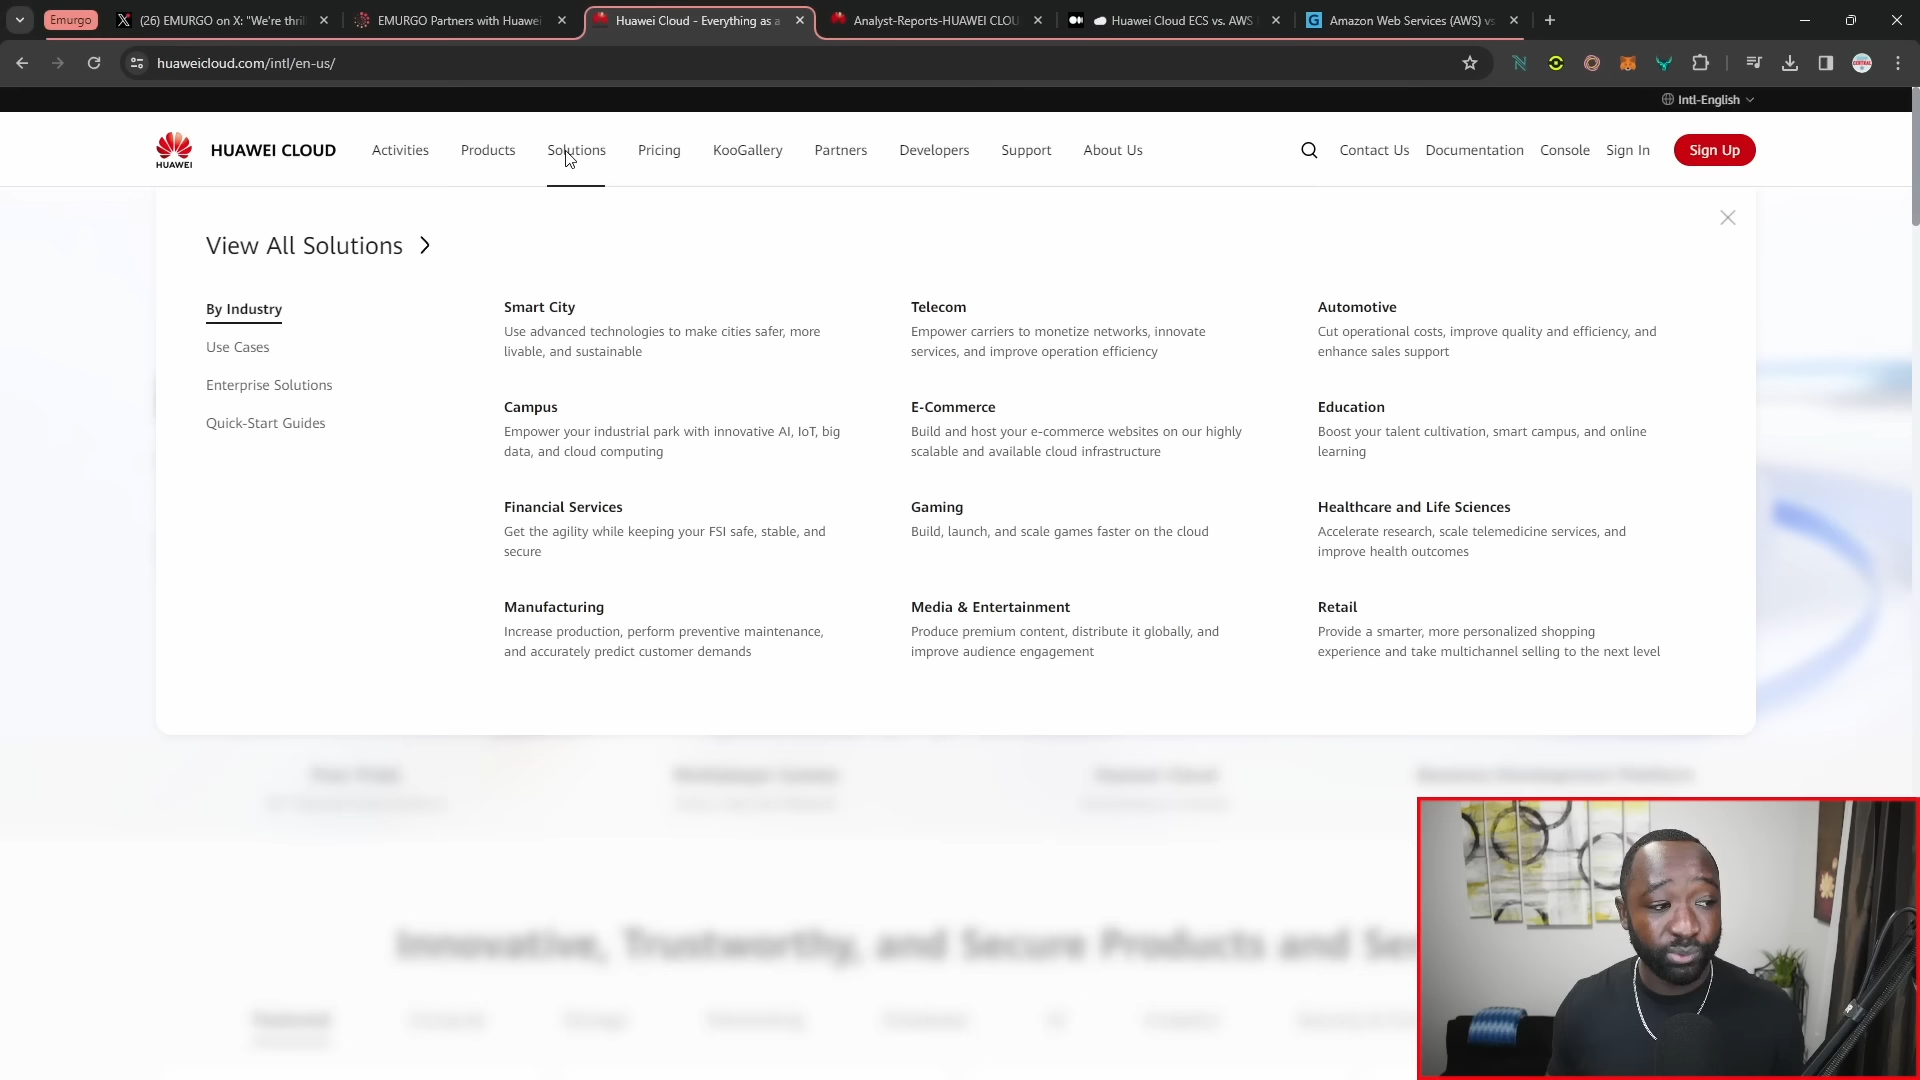 Emurgo
(26) EMURGO on X: "We're thril
EMURGO Partners with Huawei
Huawei Cloud - Everything as a
Analyst-Reports-HUAWEI CLOU
Huawei Cloud ECS vs. AWS
Amazon Web Services (AWS) vs
huaweicloud.com/intl/en-us/
Intl-English
HUAWEI
HUAWEI CLOUD
Activities
Products
Solutions
Pricing
KooGallery
Partners
Developers
Support
About Us
Contact Us
Documentation
Console
Sign In
Sign Up
View All Solutions
By Industry
Use Cases
Enterprise Solutions
Quick-Start Guides
Smart City
Use advanced technologies to make cities safer, more
livable, and sustainable
Telecom
Empower carriers to monetize networks, innovate
services, and improve operation efficiency
Automotive
Cut operational costs, improve quality and efficiency, and
enhance sales support
Campus
Empower your industrial park with innovative AI, IoT, big
data, and cloud computing
E-Commerce
Build and host your e-commerce websites on our highly
scalable and available cloud infrastructure
Education
Boost your talent cultivation, smart campus, and online
learning
Financial Services
Get the agility while keeping your FSI safe, stable, and
secure
Gaming
Build, launch, and scale games faster on the cloud
Healthcare and Life Sciences
Accelerate research, scale telemedicine services, and
improve health outcomes
Manufacturing
Increase production, perform preventive maintenance,
and accurately predict customer demands
Media & Entertainment
Produce premium content, distribute it globally, and
improve audience engagement
Retail
Provide a smarter, more personalized shopping
experience and take multichannel selling to the next level
Innovative, Trustworthy, and Secure Products and Ser